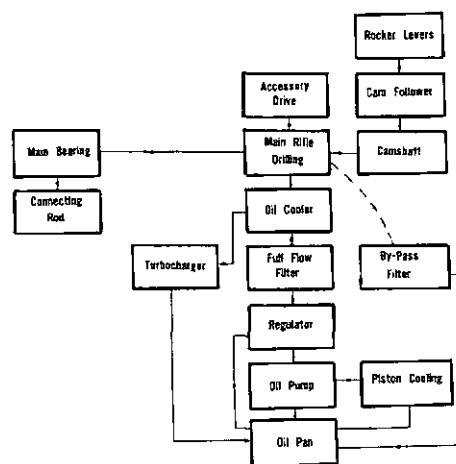 Rocker Levers
Accessory
Drive
Cam Follower
Main Bearing
Main Rifle
Drilling
Camshaft
Connecting
Rod
Oil Cooler
Turbocharger
Full Flow
Filter
By-Pass
Filter
Regulator
Oil Pump
Piston Cooling
Oil Pan